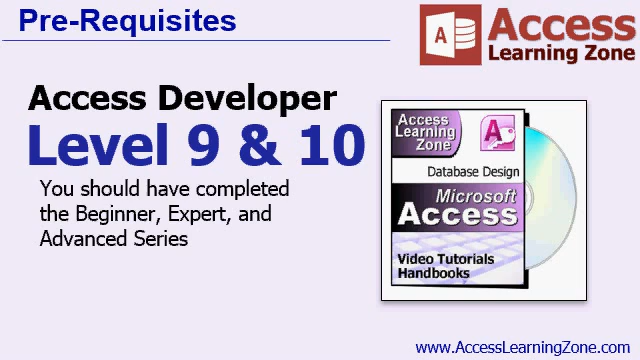 Pre-Requisites
Access
Learning Zone
Access Developer
Level 9 & 10
You should have completed
the Beginner, Expert, and
Advanced Series
Access
Learning
Zone
Database Design
Microsoft
Access
Video Tutorials
Handbooks
www.AccessLearningZone.com